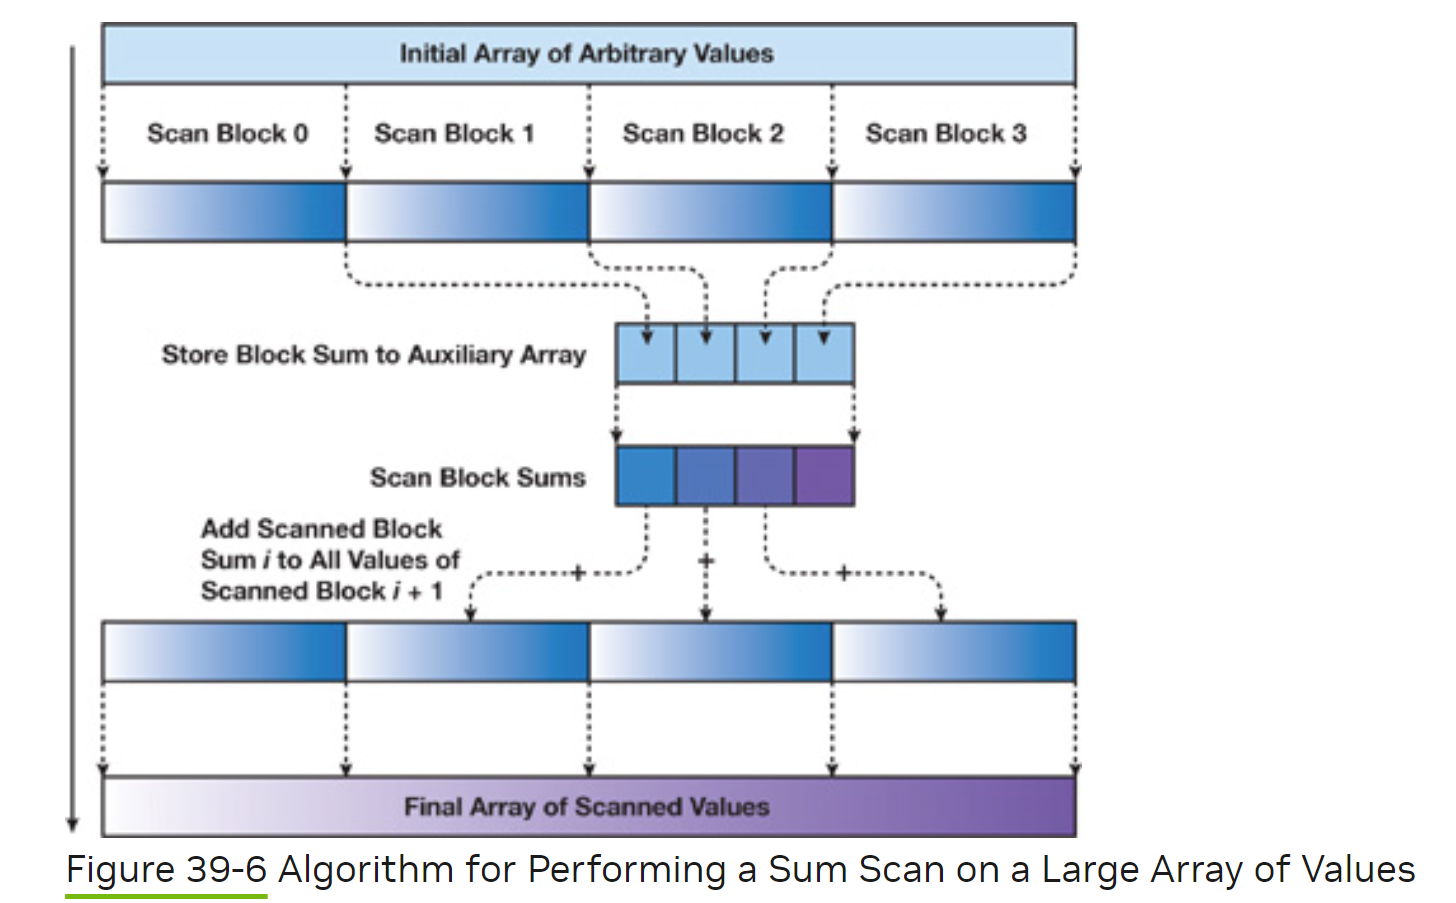 Initial Array of Arbitrary Values
Scan Block 0 Scan Block 1 Scan Block 2 Scan Block 3
Store Block Sum to Auxiliary Array
Scan Block Sums
Add Scanned Block
Sum i to All Values of
Scanned Block i + 1
+ + +
Final Array of Scanned Values
Figure 39-6 Algorithm for Performing a Sum Scan on a Large Array of Values